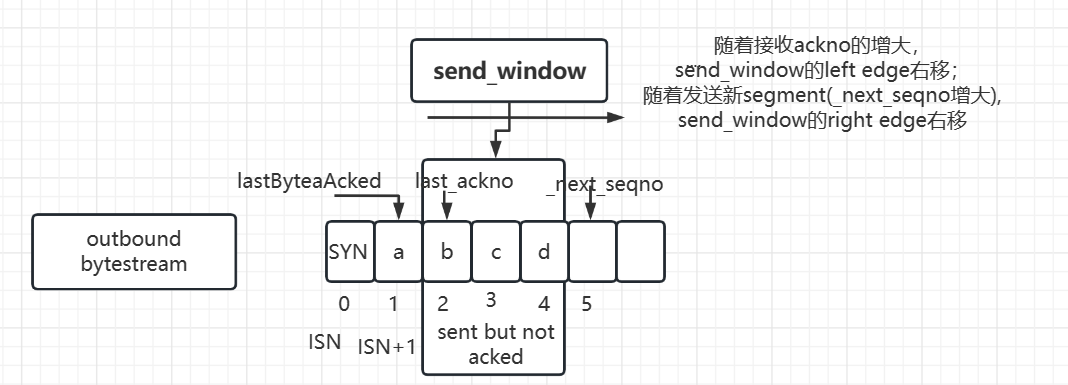 send_window
随着接收ackno的增大,
send_window的left edge右移;
随着发送新segment(_next_seqno增大),
send_window的right edge右移
lastByteaAcked
last_ackno
_next_seqno
outbound
bytestream
SYN a b c d
0 1 2 3 4 5
ISN ISN+1
sent but not
acked